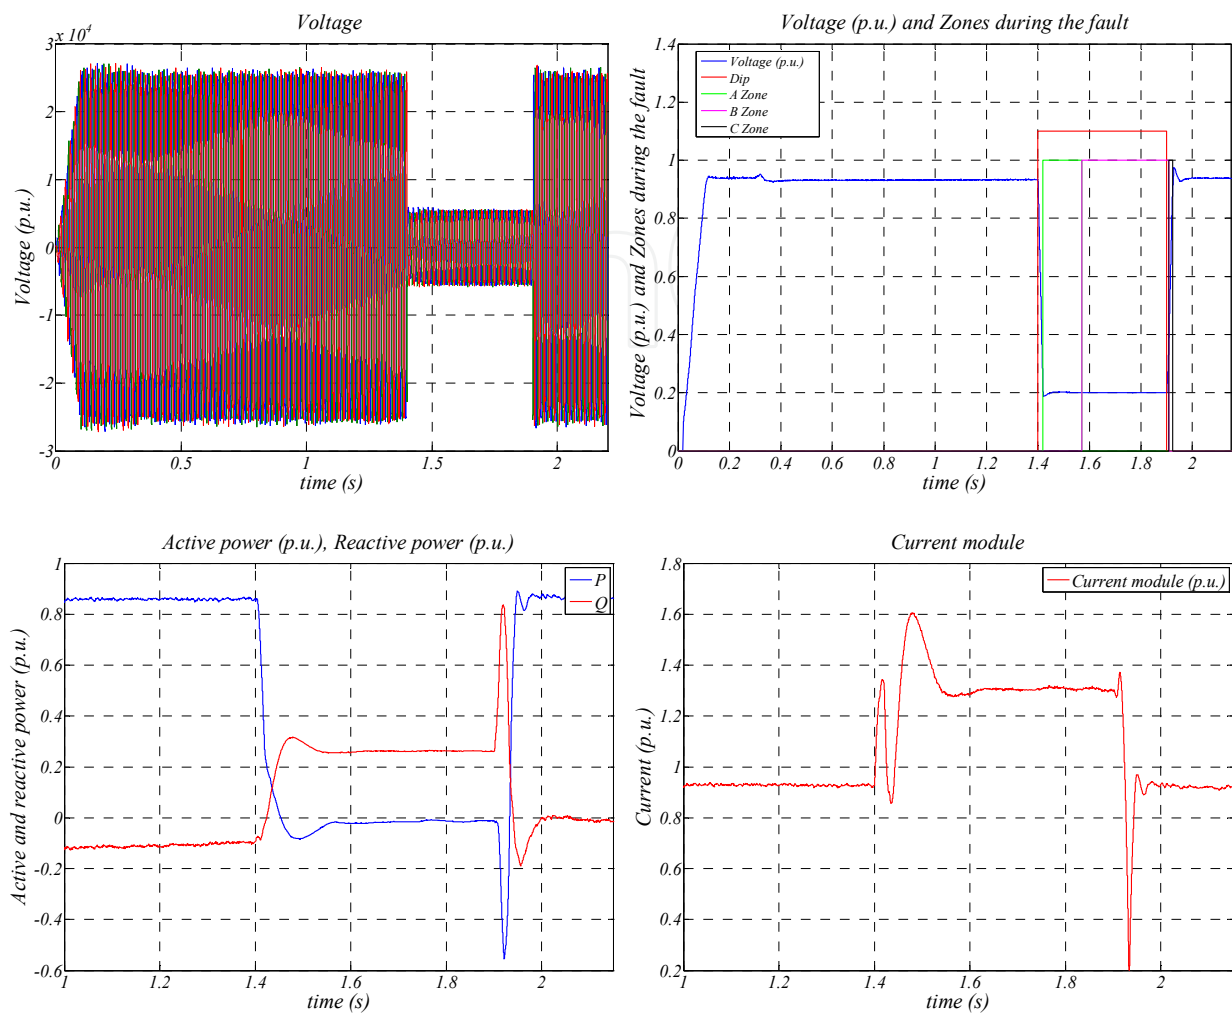 Voltage
x 10⁴
3
2
1
0
-1
-2
-3
0
0.5
1
1.5
2
Voltage (p.u.)
time (s)
Voltage (p.u.) and Zones during the fault
1.4
1.2
1
0.8
0.6
0.4
0.2
0
0 0.2 0.4 0.6 0.8 1 1.2 1.4 1.6 1.8 2
Voltage (p.u.) and Zones during the fault
time (s)
Voltage (p.u.)
Dip
A Zone
B Zone
C Zone
Active power (p.u.), Reactive power (p.u.)
1
0.8
0.6
0.4
0.2
0
-0.2
-0.4
-0.6
1 1.2 1.4 1.6 1.8 2
Active and reactive power (p.u.)
time (s)
P
Q
Current module
1.8
1.6
1.4
1.2
1
0.8
0.6
0.4
0.2
1 1.2 1.4 1.6 1.8 2
Current (p.u.)
time (s)
Current module (p.u.)